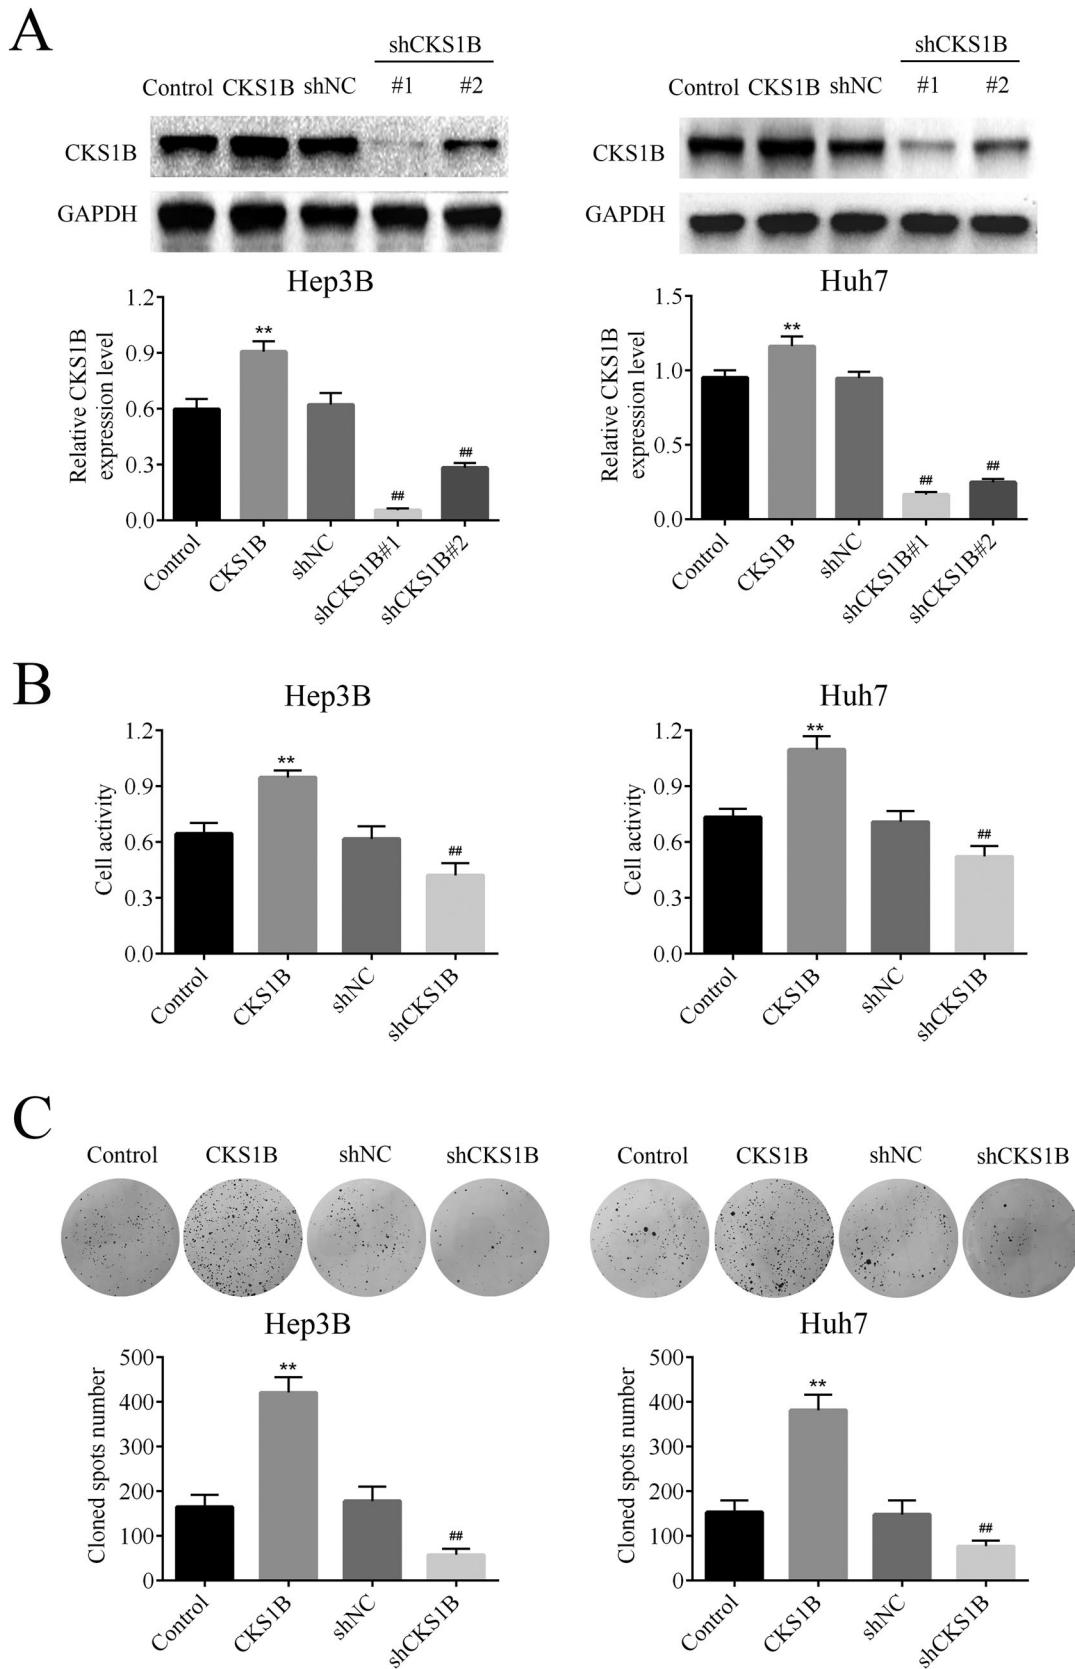 A
shCKS1B
Control CKS1B shNC #1 #2
CKS1B
GAPDH
Hep3B
Relative CKS1B
expression level
1.2
0.9
0.6
0.3
0.0
**
##
##
Control
CKS1B
shNC
shCKS1B#1
shCKS1B#2
shCKS1B
Control CKS1B shNC #1 #2
CKS1B
GAPDH
Huh7
Relative CKS1B
expression level
1.5
1.0
0.5
0.0
**
##
##
Control
CKS1B
shNC
shCKS1B#1
shCKS1B#2
B
Hep3B
Cell activity
1.2
0.9
0.6
0.3
0.0
**
##
Control
CKS1B
shNC
shCKS1B
Huh7
Cell activity
1.2
0.9
0.6
0.3
0.0
**
##
Control
CKS1B
shNC
shCKS1B
C
Control CKS1B shNC shCKS1B
Hep3B
Cloned spots number
500
400
300
200
100
0
**
##
Control
CKS1B
shNC
shCKS1B
Control CKS1B shNC shCKS1B
Huh7
Cloned spots number
500
400
300
200
100
0
**
##
Control
CKS1B
shNC
shCKS1B